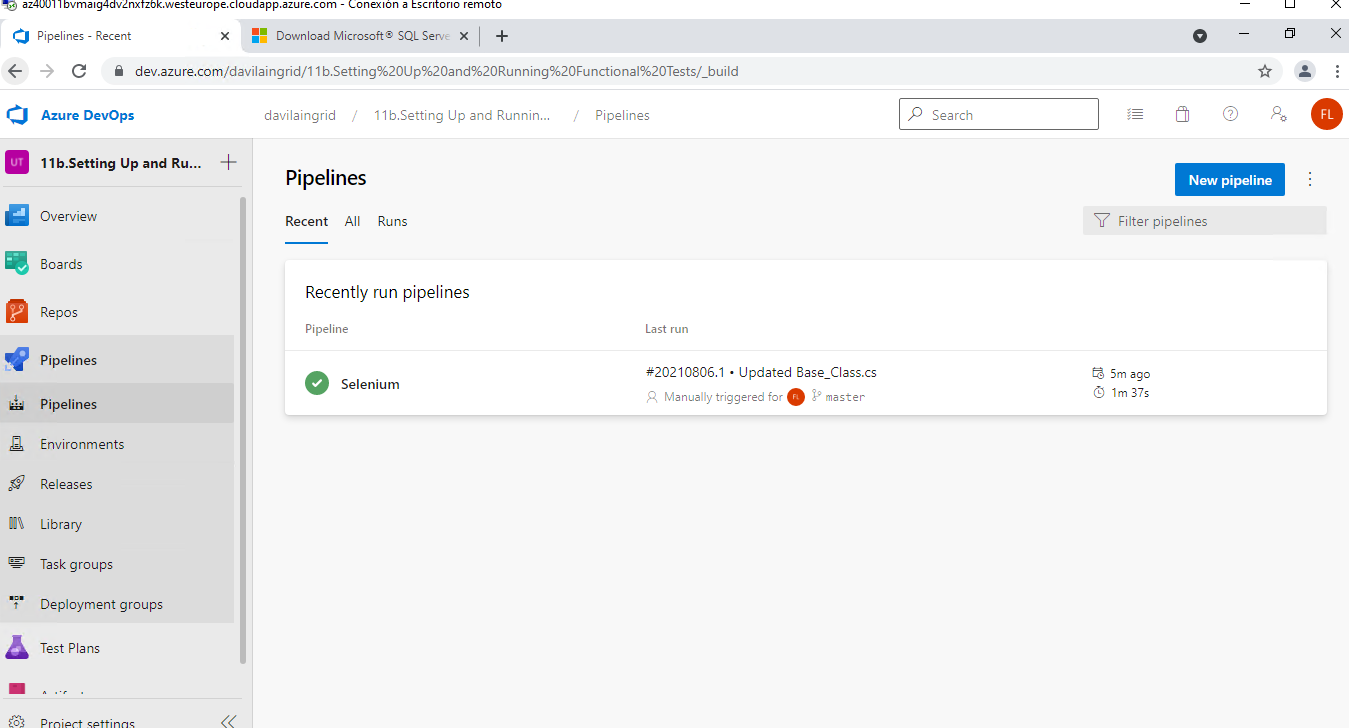 az40011bvmaig4dv2nxfz6k.westeurope.cloudapp.azure.com - Conexión a Escritorio remoto
Pipelines - Recent
Download Microsoft® SQL Serve
dev.azure.com/davilaingrid/11b.Setting%20Up%20and%20Running%20Functional%20Tests/_build
Azure DevOps
davilaingrid / 11b.Setting Up and Runnin... / Pipelines
Search
FL
UT
11b.Setting Up and Ru...
Overview
Boards
Repos
Pipelines
Pipelines
Environments
Releases
Library
Task groups
Deployment groups
Test Plans
Artifacts
Project settings
Pipelines
New pipeline
Recent All Runs
Filter pipelines
Recently run pipelines
Pipeline Last run
Selenium
#20210806.1 • Updated Base_Class.cs
Manually triggered for FL master
5m ago
1m 37s